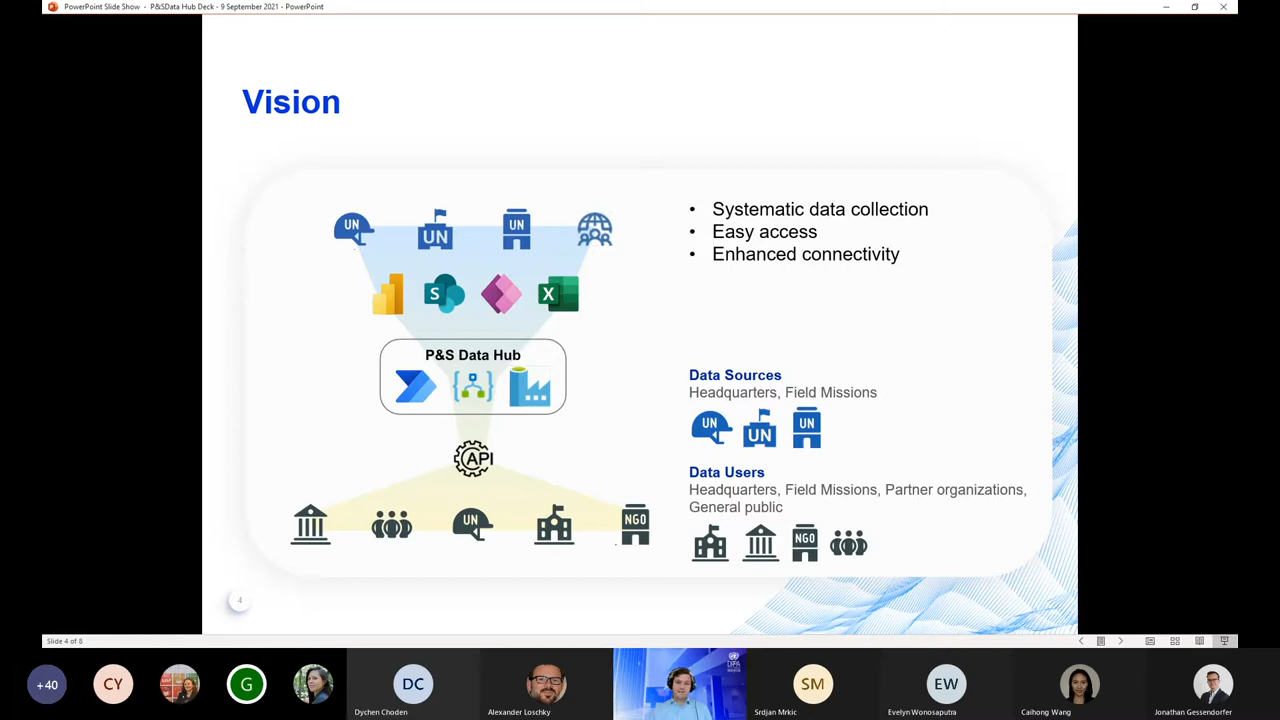 PowerPoint Slide Show - P&SData Hub Deck - 9 September 2021 - PowerPoint
Vision
UN
UN
UN
S
X
P&S Data Hub
API
UN
NGO
• Systematic data collection
• Easy access
• Enhanced connectivity
Data Sources
Headquarters, Field Missions
UN
UN
UN
Data Users
Headquarters, Field Missions, Partner organizations,
General public
NGO
4
Slide 4 of 8
+40
CY
G
DC
Dychen Choden
Alexander Loschky
DPPA
SM
Srdjan Mrkic
EW
Evelyn Wonosaputra
Caihong Wang
Jonathan Gessendorfer